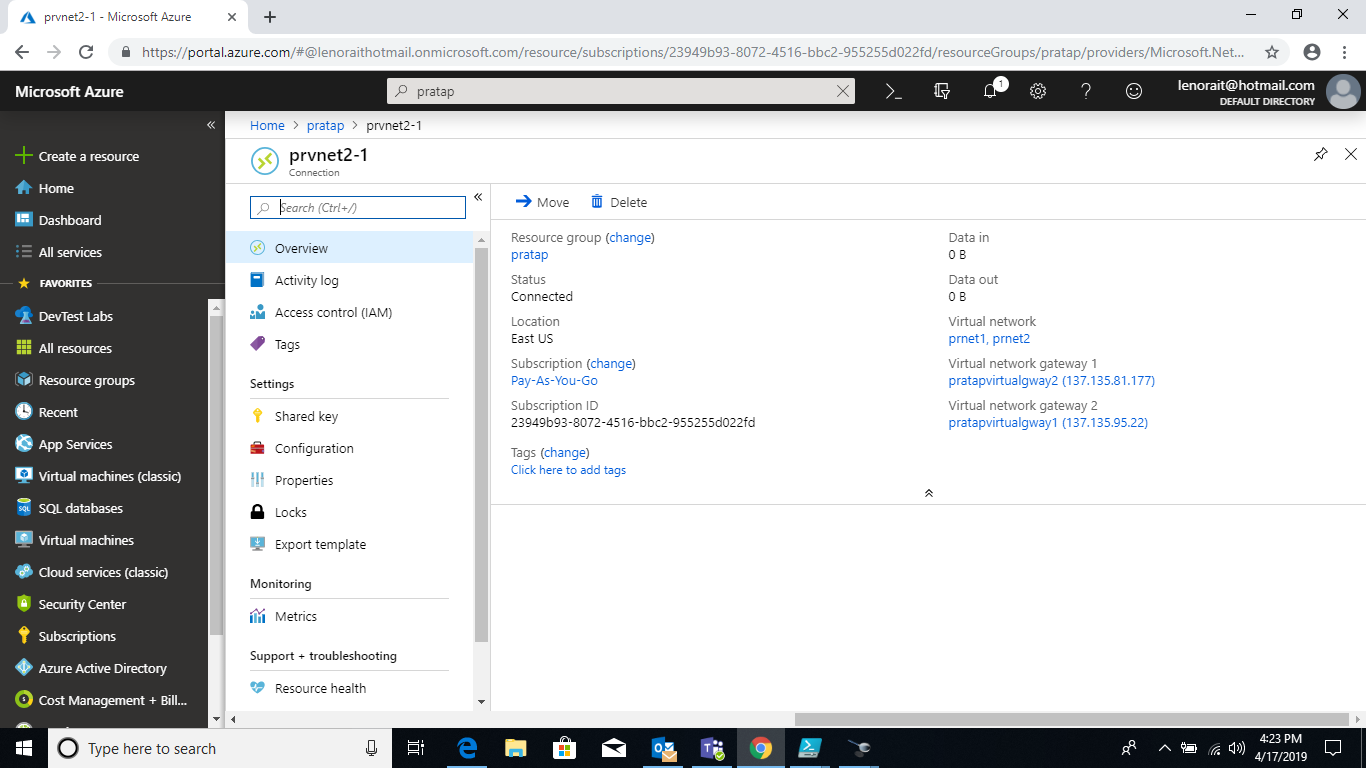 prvnet2-1 - Microsoft Azure
https://portal.azure.com/#@lenoraithotmail.onmicrosoft.com/resource/subscriptions/23949b93-8072-4516-bbc2-955255d022fd/resourceGroups/pratap/providers/Microsoft.Net...
Microsoft Azure
pratap
1
lenorait@hotmail.com
DEFAULT DIRECTORY
Create a resource
Home
Dashboard
All services
FAVORITES
DevTest Labs
All resources
Resource groups
Recent
App Services
Virtual machines (classic)
SQL databases
Virtual machines
Cloud services (classic)
Security Center
Subscriptions
Azure Active Directory
Cost Management + Bill...
Home > pratap > prvnet2-1
prvnet2-1
Connection
Search (Ctrl+/)
Overview
Activity log
Access control (IAM)
Tags
Settings
Shared key
Configuration
Properties
Locks
Export template
Monitoring
Metrics
Support + troubleshooting
Resource health
Move
Delete
Resource group (change)
pratap
Status
Connected
Location
East US
Subscription (change)
Pay-As-You-Go
Subscription ID
23949b93-8072-4516-bbc2-955255d022fd
Tags (change)
Click here to add tags
Data in
0 B
Data out
0 B
Virtual network
prnet1, prnet2
Virtual network gateway 1
pratapvirtualgway2 (137.135.81.177)
Virtual network gateway 2
pratapvirtualgway1 (137.135.95.22)
Type here to search
4:23 PM
4/17/2019